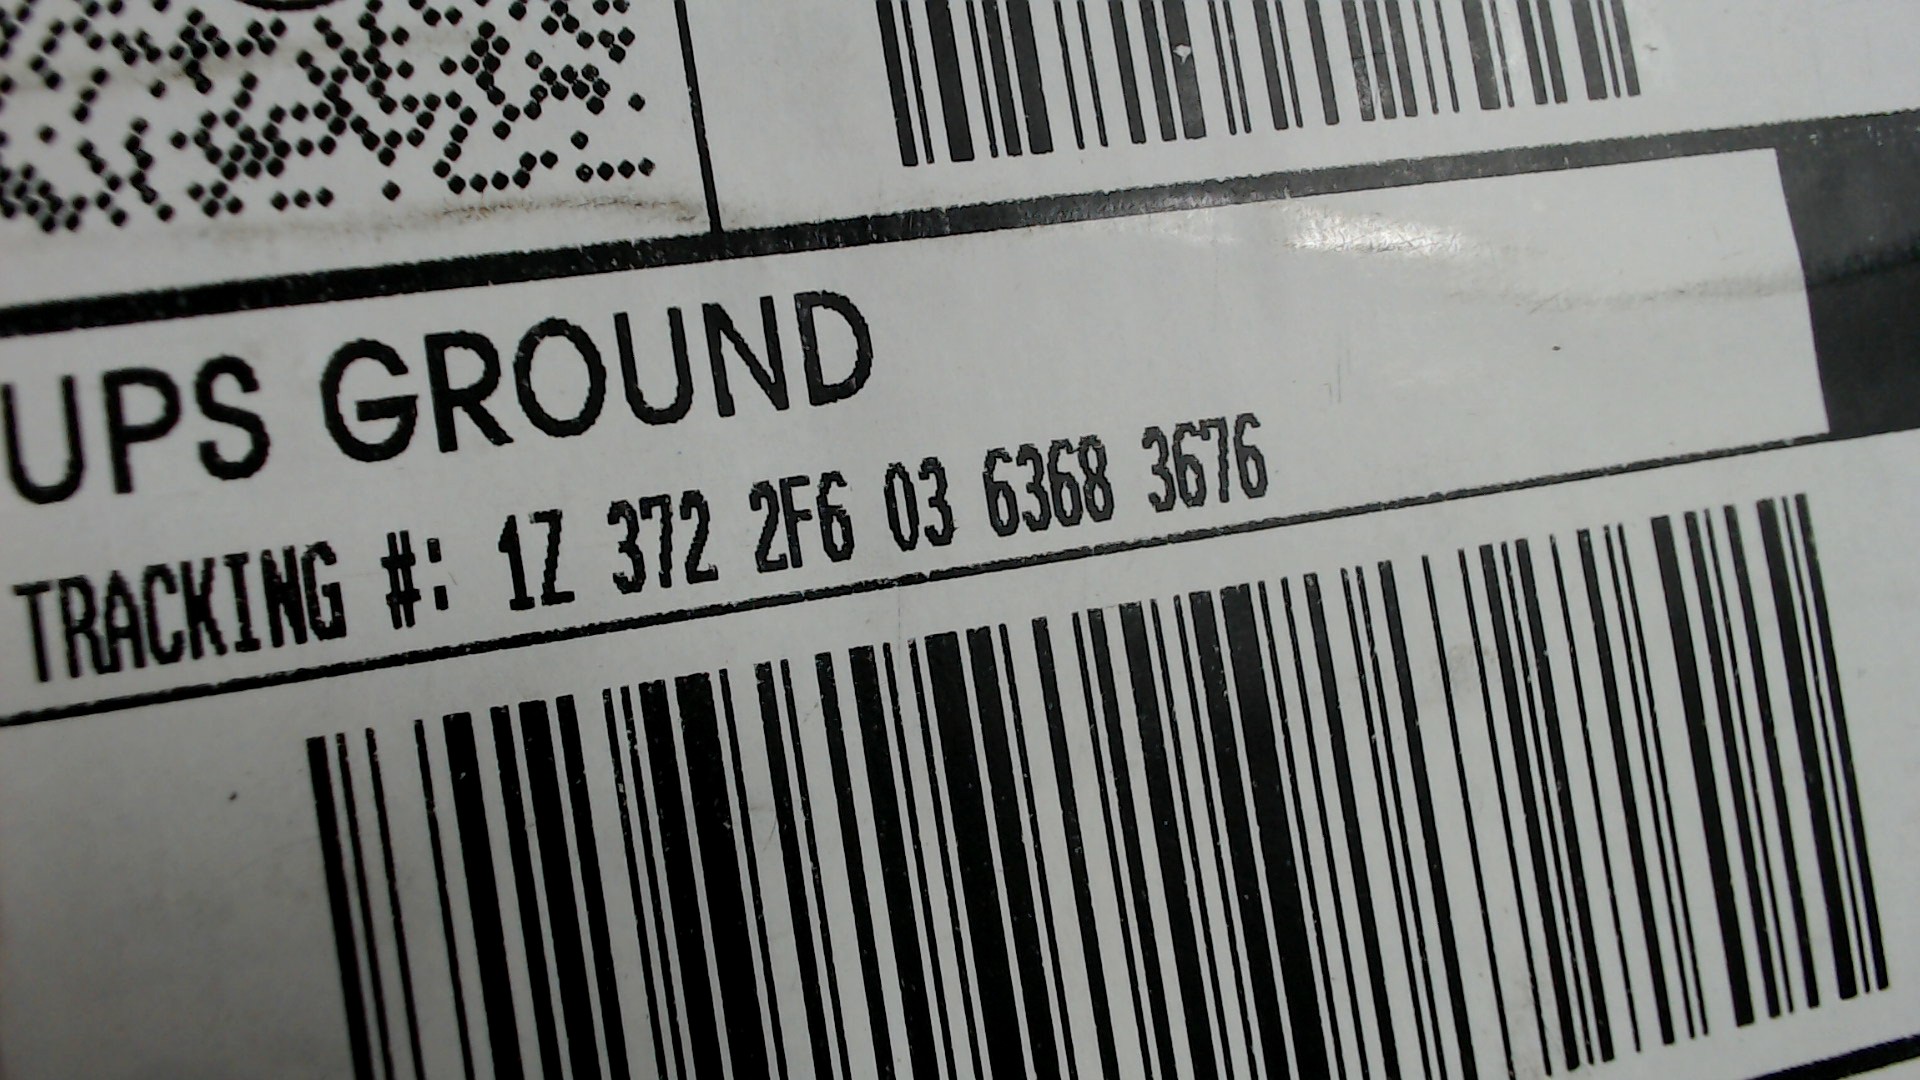 UPS GROUND
TRACKING #: 1Z 372 2F6 03 6368 3676